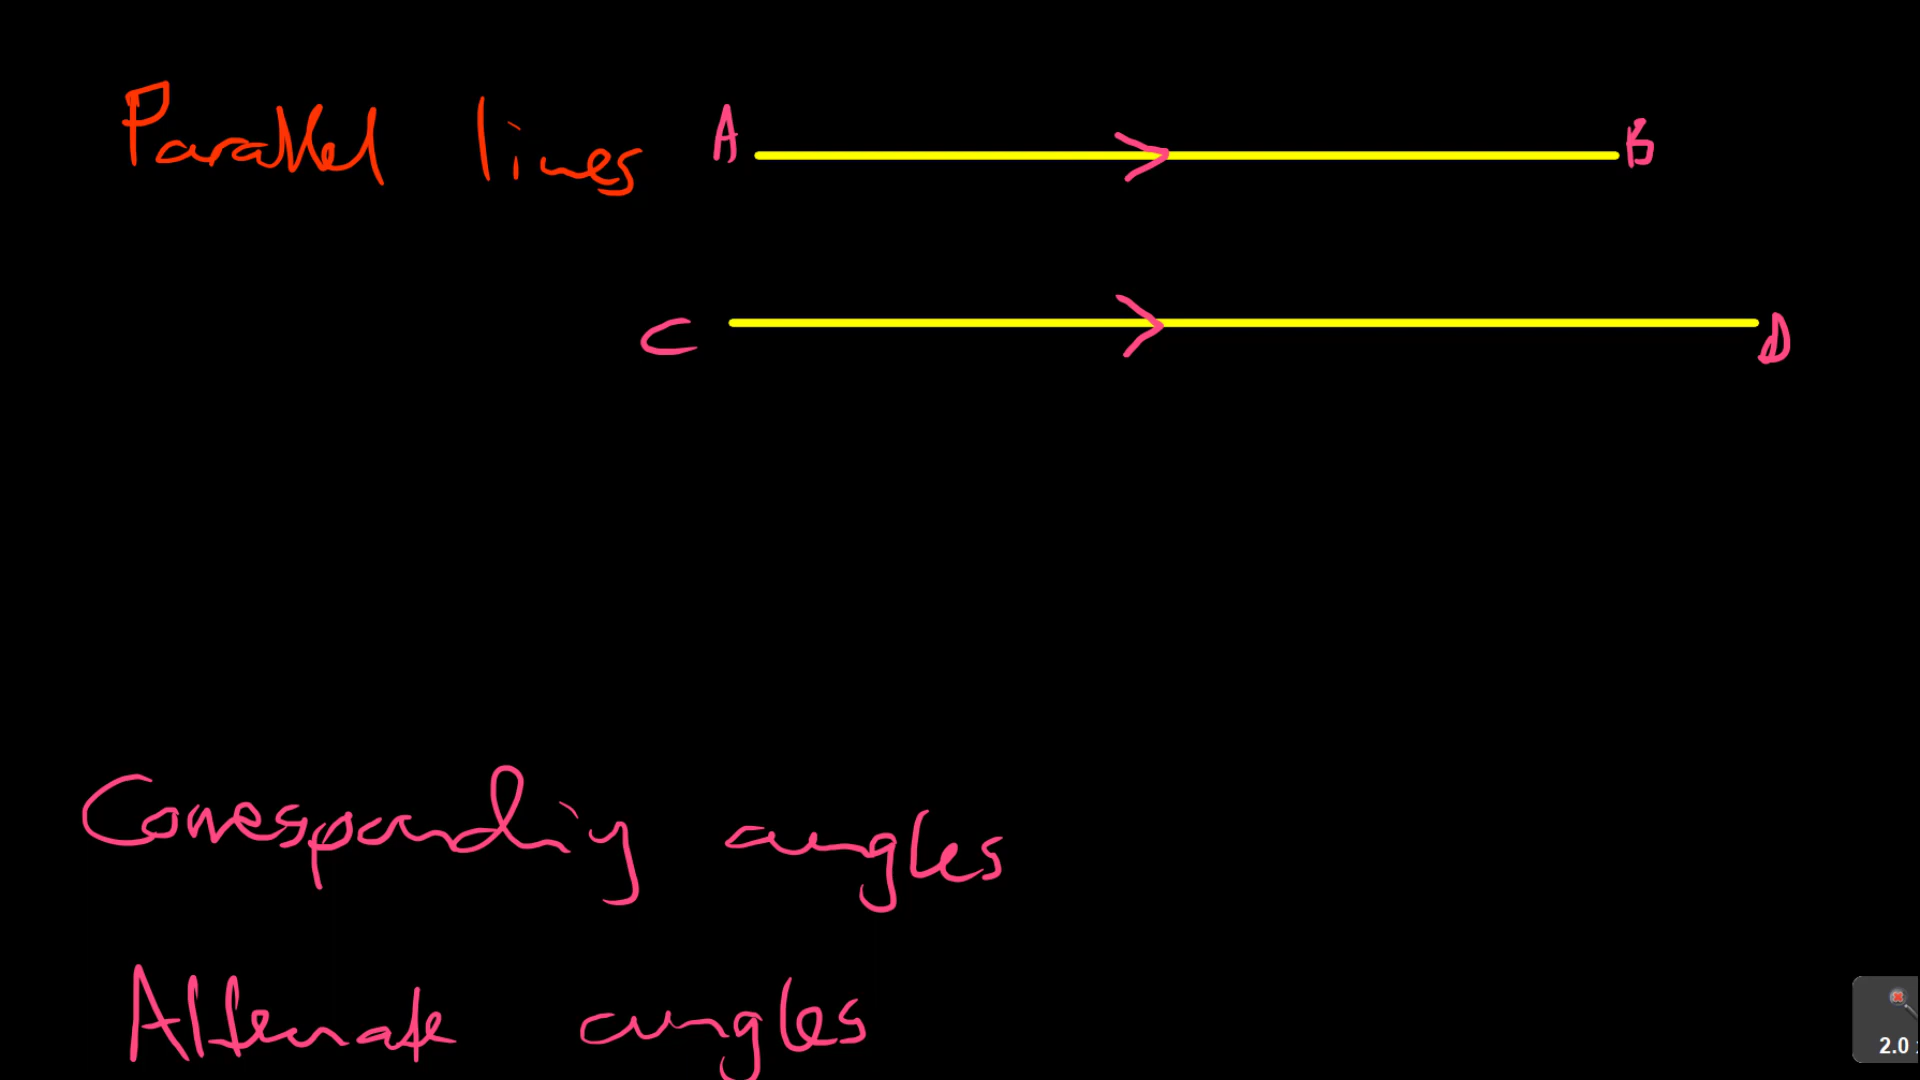 Parallel lines A B
C D
Corresponding angles
Alternate angles
2.0